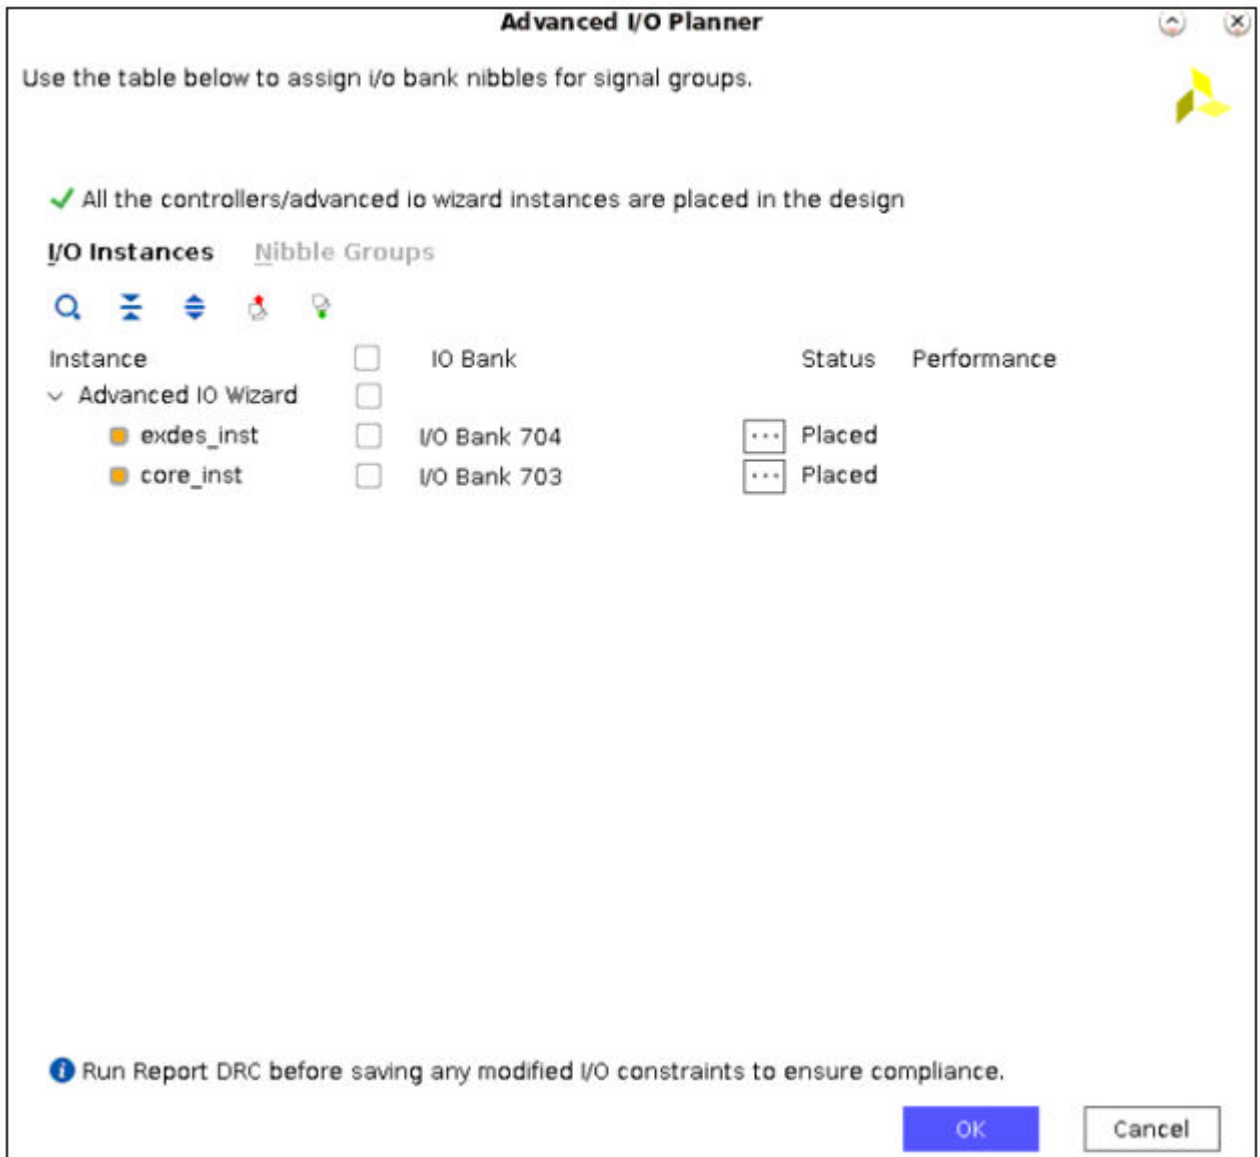 Advanced I/O Planner
Use the table below to assign i/o bank nibbles for signal groups.
All the controllers/advanced io wizard instances are placed in the design
I/O Instances Nibble Groups
Instance IO Bank Status Performance
Advanced IO Wizard
exdes_inst I/O Bank 704 ... Placed
core_inst I/O Bank 703 ... Placed
Run Report DRC before saving any modified I/O constraints to ensure compliance.
OK Cancel